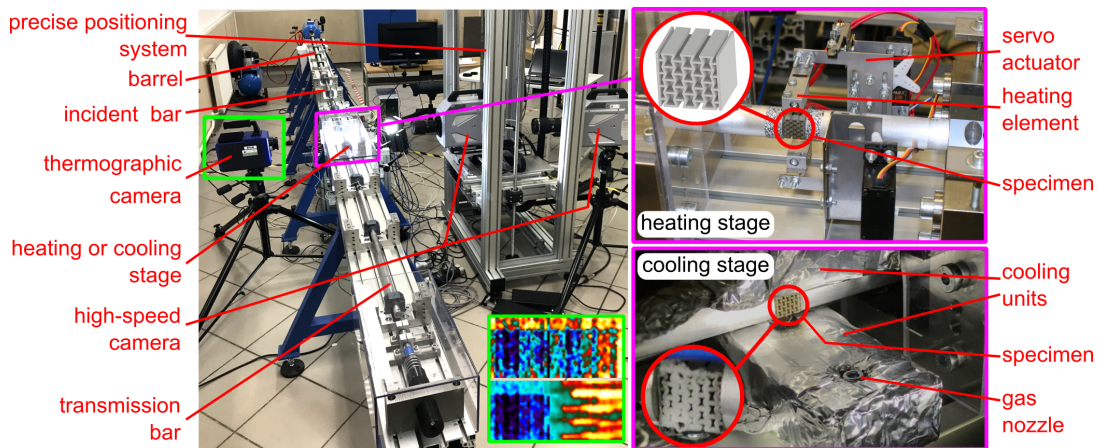 precise positioning
system
barrel
incident bar
thermographic
camera
heating or cooling
stage
high-speed
camera
transmission
bar
servo
actuator
heating
element
specimen
heating stage
cooling stage
cooling
units
specimen
gas
nozzle